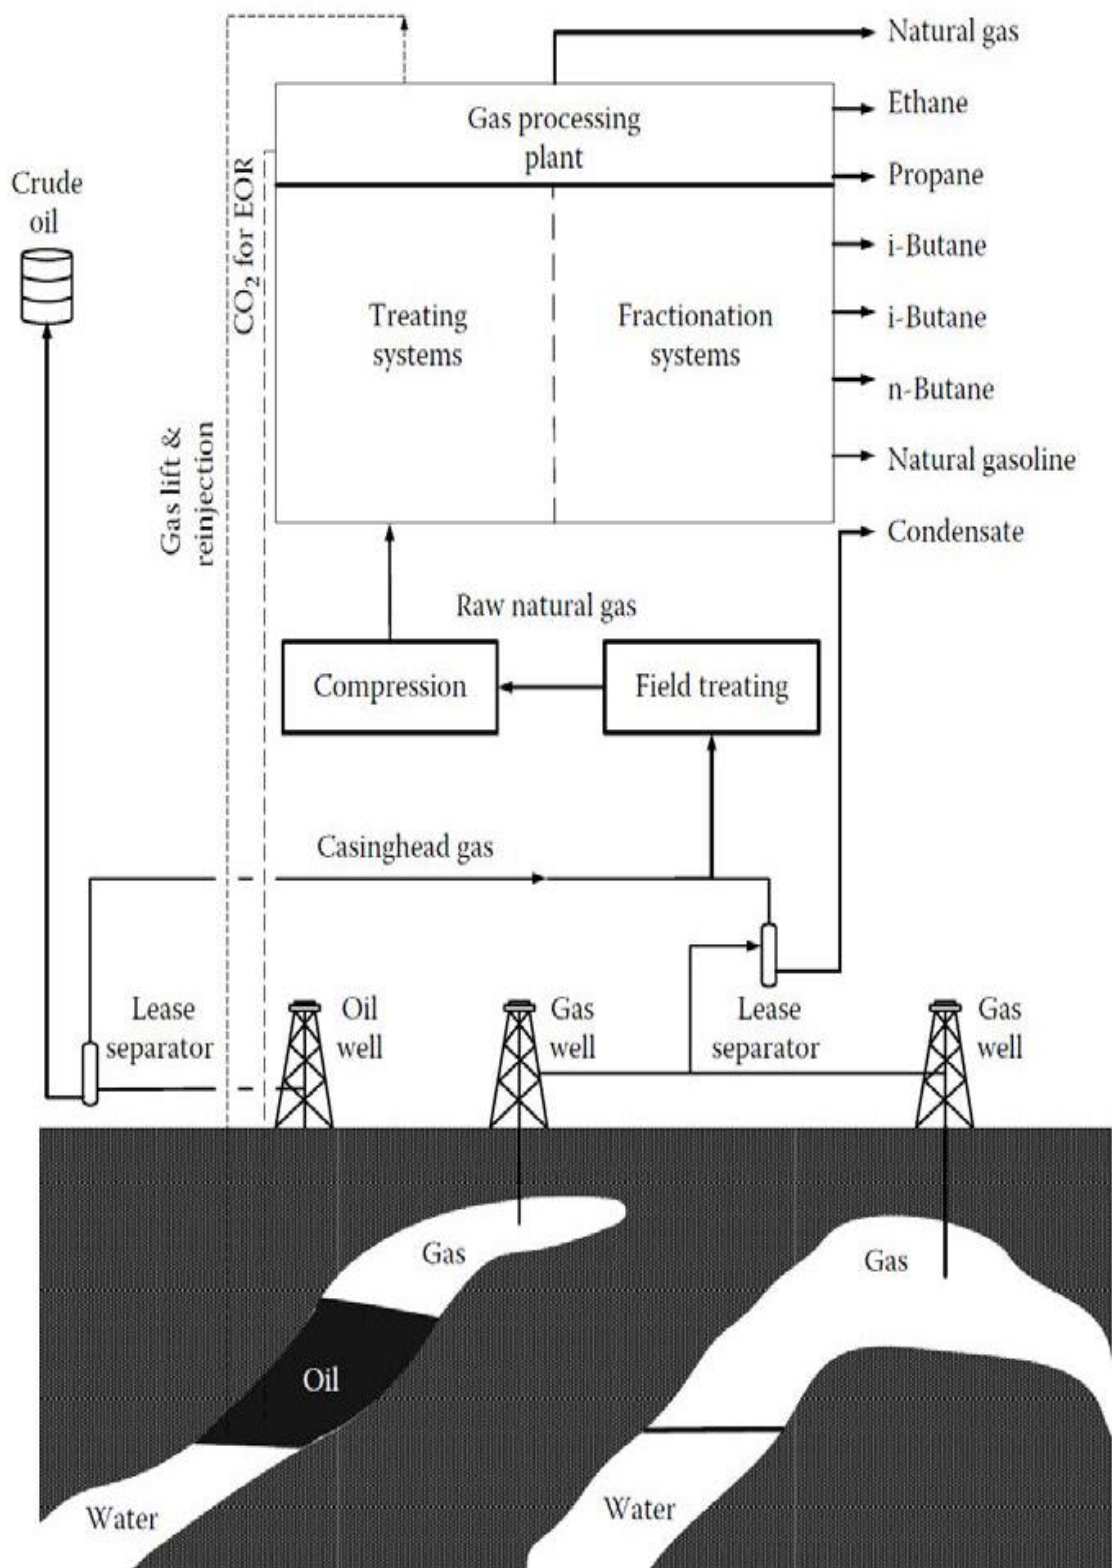 Natural gas
Ethane
Propane
i-Butane
i-Butane
n-Butane
Natural gasoline
Condensate
Gas processing
plant
Crude
oil
CO₂ for EOR
Gas lift &
reinjection
Treating
systems
Fractionation
systems
Raw natural gas
Compression
Field treating
Casinghead gas
Lease
separator
Oil
well
Gas
well
Lease
separator
Gas
well
Gas
Oil
Water
Gas
Water